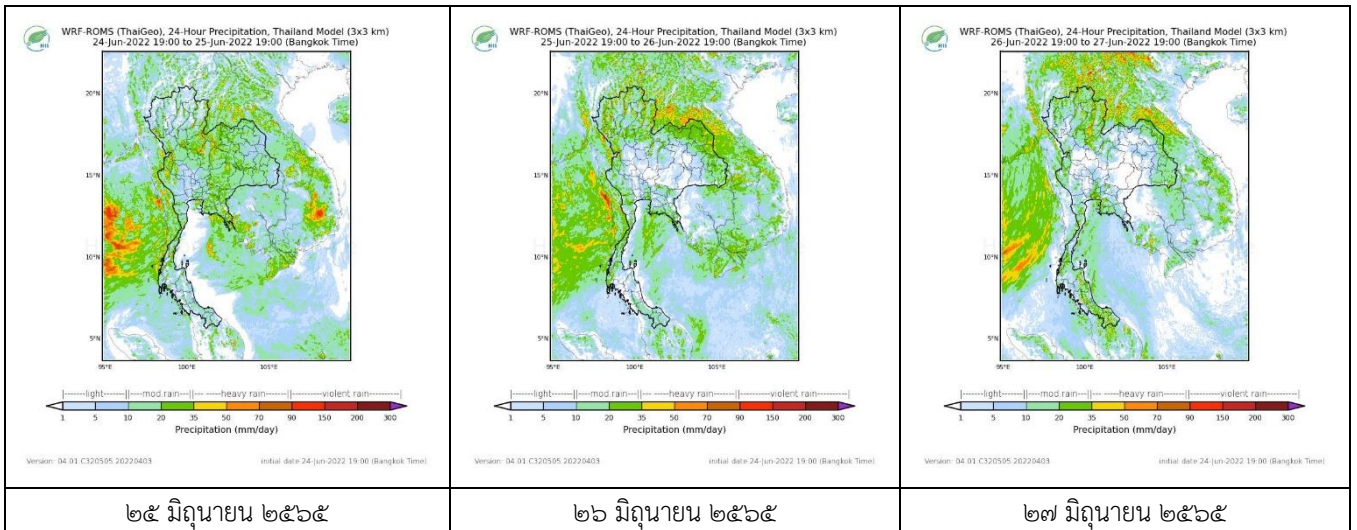 WRF-ROMS (ThaiGeo), 24-Hour Precipitation, Thailand Model (3x3 km)
24-Jun-2022 19:00 to 25-Jun-2022 19:00 (Bangkok Time)
HII
20°N
15°N
10°N
5°N
95°E 100°E 105°E
|-------light------||---mod.rain---||--- ----heavy rain----||------violent rain-------|
1 5 10 20 35 50 70 90 150 200 300
Precipitation (mm/day)
Version: 04.01.C320505.20220403 initial date 24-Jun-2022 19:00 (Bangkok Time)
๒๕ มิถุนายน ๒๕๖๕
WRF-ROMS (ThaiGeo), 24-Hour Precipitation, Thailand Model (3x3 km)
25-Jun-2022 19:00 to 26-Jun-2022 19:00 (Bangkok Time)
HII
20°N
15°N
10°N
5°N
95°E 100°E 105°E
|-------light------||---mod.rain---||--- ----heavy rain----||------violent rain-------|
1 5 10 20 35 50 70 90 150 200 300
Precipitation (mm/day)
Version: 04.01.C320505.20220403 initial date 24-Jun-2022 19:00 (Bangkok Time)
๒๖ มิถุนายน ๒๕๖๕
WRF-ROMS (ThaiGeo), 24-Hour Precipitation, Thailand Model (3x3 km)
26-Jun-2022 19:00 to 27-Jun-2022 19:00 (Bangkok Time)
HII
20°N
15°N
10°N
5°N
95°E 100°E 105°E
|-------light------||---mod.rain---||--- ----heavy rain----||------violent rain-------|
1 5 10 20 35 50 70 90 150 200 300
Precipitation (mm/day)
Version: 04.01.C320505.20220403 initial date 24-Jun-2022 19:00 (Bangkok Time)
๒๗ มิถุนายน ๒๕๖๕